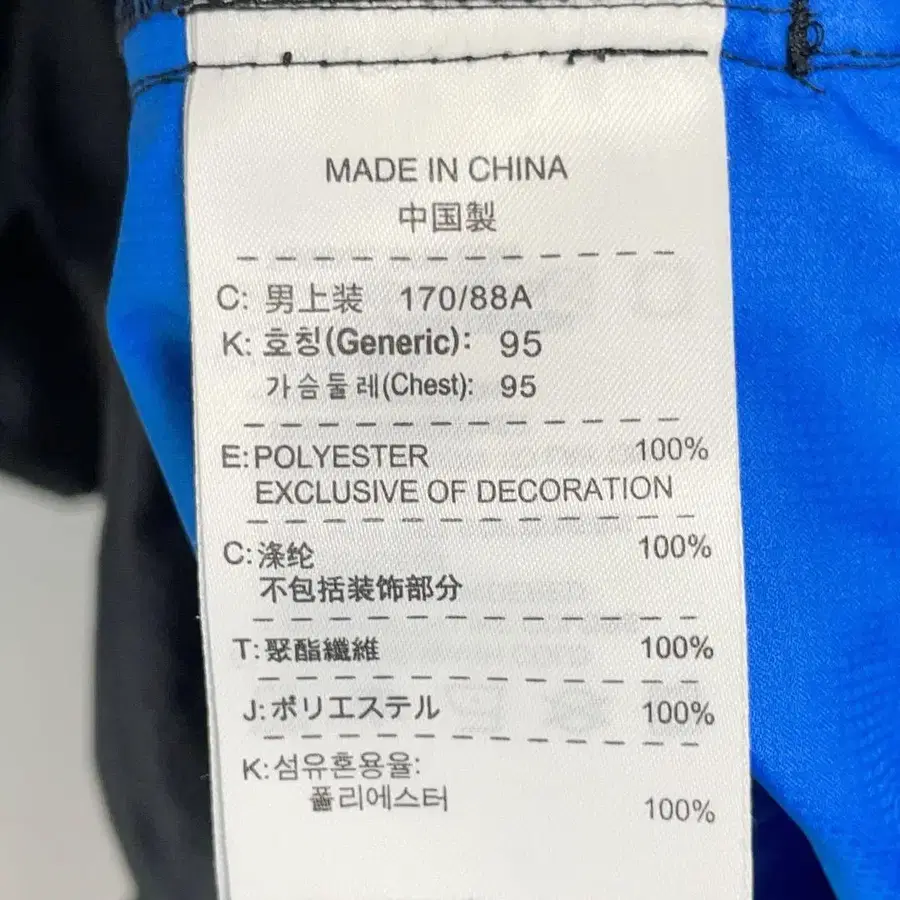 MADE IN CHINA
中国製
C: 男上装 170/88A
K: 호칭(Generic): 95
가슴둘레(Chest): 95
E: POLYESTER 100%
EXCLUSIVE OF DECORATION
C: 涤纶 100%
不包括装饰部分
T: 聚酯纖維 100%
J: ポリエステル 100%
K: 섬유혼용율:
폴리에스터 100%